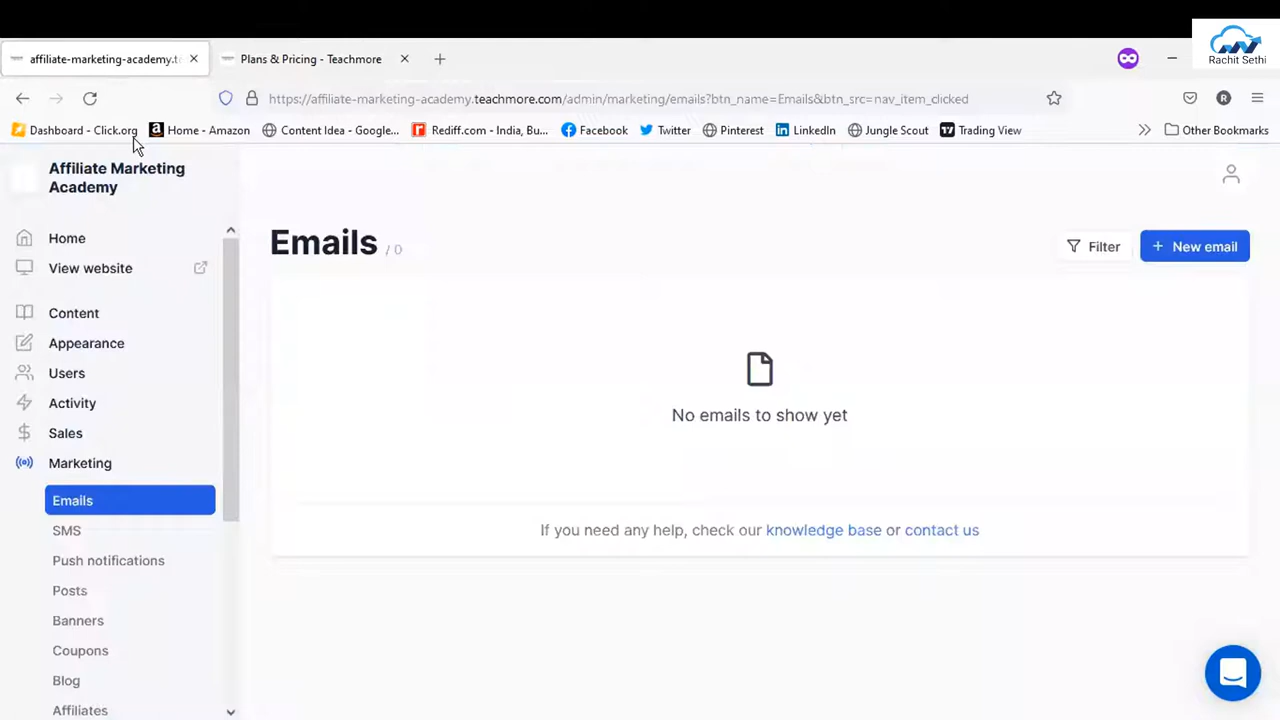 affiliate-marketing-academy.te
Plans & Pricing - Teachmore
Rachit Sethi
https://affiliate-marketing-academy.teachmore.com/admin/marketing/emails?btn_name=Emails&btn_src=nav_item_clicked
R
Dashboard - Click.org
Home - Amazon
Content Idea - Google...
Rediff.com - India, Bu...
Facebook
Twitter
Pinterest
LinkedIn
Jungle Scout
Trading View
Other Bookmarks
Affiliate Marketing
Academy
Home
View website
Content
Appearance
Users
Activity
Sales
Marketing
Emails
SMS
Push notifications
Posts
Banners
Coupons
Blog
Affiliates
Emails / 0
Filter
+ New email
No emails to show yet
If you need any help, check our knowledge base or contact us